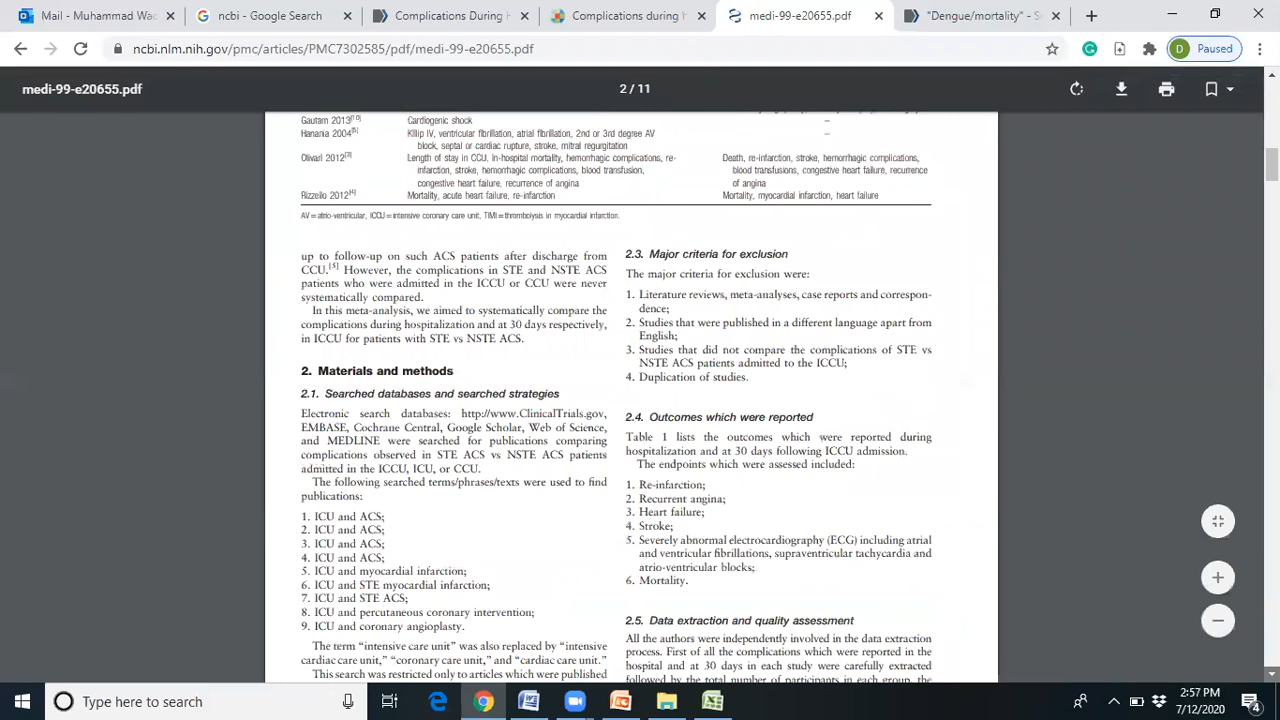 Mail - Muhammad Wac
ncbi - Google Search
Complications During H
Complications during h
medi-99-e20655.pdf
"Dengue/mortality" - Se
ncbi.nlm.nih.gov/pmc/articles/PMC7302585/pdf/medi-99-e20655.pdf
D Paused
medi-99-e20655.pdf
2 / 11
Gautam 2013[10] Cardiogenic shock –
Hanania 2004[5] Killip IV, ventricular fibrillation, atrial fibrillation, 2nd or 3rd degree AV –
block, septal or cardiac rupture, stroke, mitral regurgitation
Olivari 2012[3] Length of stay in CCU, In-hospital mortality, hemorrhagic complications, re- Death, re-infarction, stroke, hemorrhagic complications,
infarction, stroke, hemorrhagic complications, blood transfusion, blood transfusions, congestive heart failure, recurrence
congestive heart failure, recurrence of angina of angina
Rizzello 2012[4] Mortality, acute heart failure, re-infarction Mortality, myocardial infarction, heart failure
AV = atrio-ventricular, ICCU = intensive coronary care unit, TIMI = thrombolysis in myocardial infarction.
up to follow-up on such ACS patients after discharge from
CCU.[5] However, the complications in STE and NSTE ACS
patients who were admitted in the ICCU or CCU were never
systematically compared.
In this meta-analysis, we aimed to systematically compare the
complications during hospitalization and at 30 days respectively,
in ICCU for patients with STE vs NSTE ACS.
2. Materials and methods
2.1. Searched databases and searched strategies
Electronic search databases: http://www.ClinicalTrials.gov,
EMBASE, Cochrane Central, Google Scholar, Web of Science,
and MEDLINE were searched for publications comparing
complications observed in STE ACS vs NSTE ACS patients
admitted in the ICCU, ICU, or CCU.
The following searched terms/phrases/texts were used to find
publications:
1. ICU and ACS;
2. ICU and ACS;
3. ICU and ACS;
4. ICU and ACS;
5. ICU and myocardial infarction;
6. ICU and STE myocardial infarction;
7. ICU and STE ACS;
8. ICU and percutaneous coronary intervention;
9. ICU and coronary angioplasty.
The term “intensive care unit” was also replaced by “intensive
cardiac care unit,” “coronary care unit,” and “cardiac care unit.”
This search was restricted only to articles which were published
2.3. Major criteria for exclusion
The major criteria for exclusion were:
1. Literature reviews, meta-analyses, case reports and correspon-
dence;
2. Studies that were published in a different language apart from
English;
3. Studies that did not compare the complications of STE vs
NSTE ACS patients admitted to the ICCU;
4. Duplication of studies.
2.4. Outcomes which were reported
Table 1 lists the outcomes which were reported during
hospitalization and at 30 days following ICCU admission.
The endpoints which were assessed included:
1. Re-infarction;
2. Recurrent angina;
3. Heart failure;
4. Stroke;
5. Severely abnormal electrocardiography (ECG) including atrial
and ventricular fibrillations, supraventricular tachycardia and
atrio-ventricular blocks;
6. Mortality.
2.5. Data extraction and quality assessment
All the authors were independently involved in the data extraction
process. First of all the complications which were reported in the
hospital and at 30 days in each study were carefully extracted
followed by the total number of participants in each group, the
Type here to search
2:57 PM
7/12/2020
4